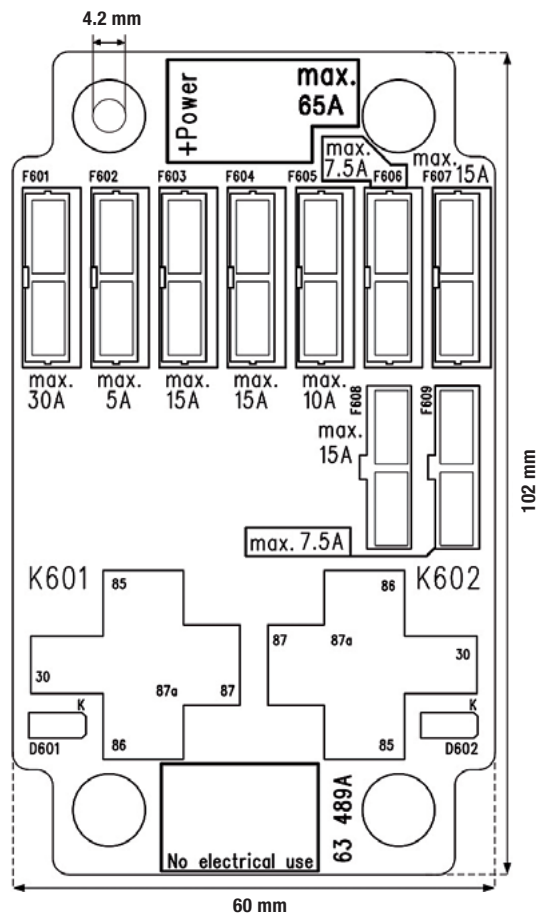 4.2 mm
+Power
max.
65A
max.
7.5A
max.
15A
F601
F602
F603
F604
F605
F606
F607
max.
30A
max.
5A
max.
15A
max.
15A
max.
10A
F608
F609
max.
15A
max. 7.5A
102 mm
K601
K602
85
30
87a
87
86
86
87
87a
30
85
K
D601
K
D602
No electrical use
63 489A
60 mm